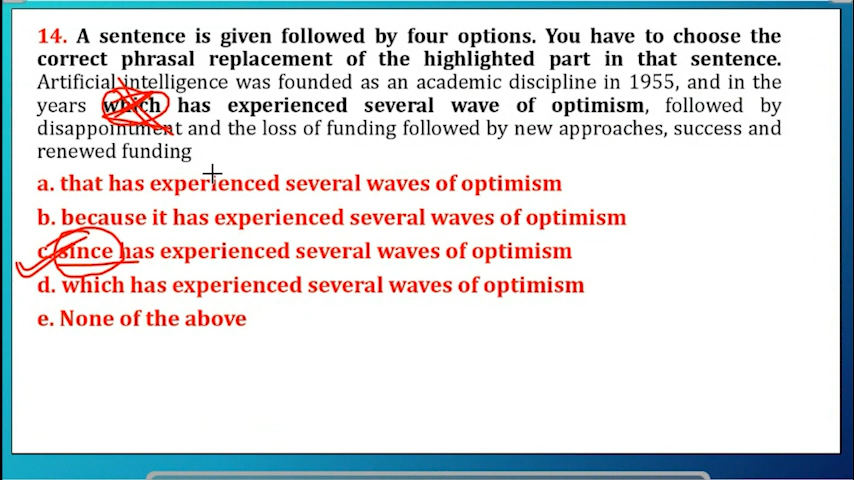 14. A sentence is given followed by four options. You have to choose the
correct phrasal replacement of the highlighted part in that sentence.
Artificial intelligence was founded as an academic discipline in 1955, and in the
years which has experienced several wave of optimism, followed by
disappointment and the loss of funding followed by new approaches, success and
renewed funding
a. that has experienced several waves of optimism
b. because it has experienced several waves of optimism
c. since has experienced several waves of optimism
d. which has experienced several waves of optimism
e. None of the above